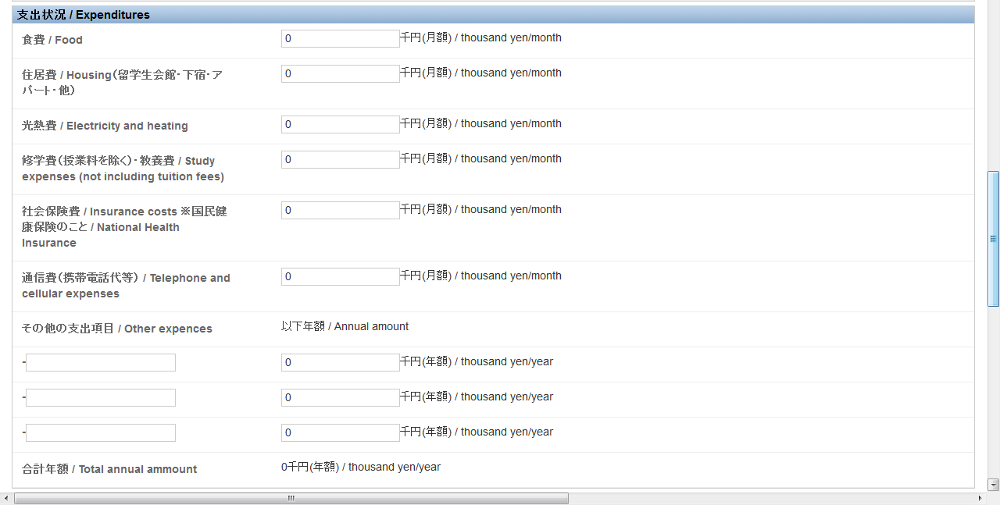 支出状況 / Expenditures
食費 / Food
0 千円(月額) / thousand yen/month
住居費 / Housing(留学生会館・下宿・ア
パート・他)
0 千円(月額) / thousand yen/month
光熱費 / Electricity and heating
0 千円(月額) / thousand yen/month
修学費(授業料を除く)・教養費 / Study
expenses (not including tuition fees)
0 千円(月額) / thousand yen/month
社会保険費 / Insurance costs ※国民健
康保険のこと / National Health
Insurance
0 千円(月額) / thousand yen/month
通信費(携帯電話代等) / Telephone and
cellular expenses
0 千円(月額) / thousand yen/month
その他の支出項目 / Other expences
以下年額 / Annual amount
-
0 千円(年額) / thousand yen/year
-
0 千円(年額) / thousand yen/year
-
0 千円(年額) / thousand yen/year
合計年額 / Total annual ammount
0千円(年額) / thousand yen/year